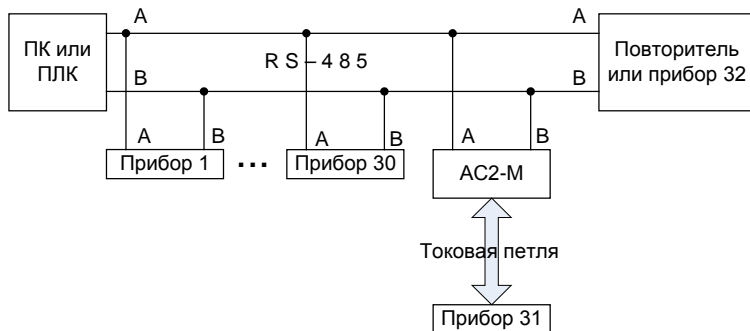 A
A
ПК или
ПЛК
R S – 4 8 5
Повторитель
или прибор 32
B
B
A
B
A
B
A
B
Прибор 1
...
Прибор 30
АС2-М
Токовая петля
Прибор 31